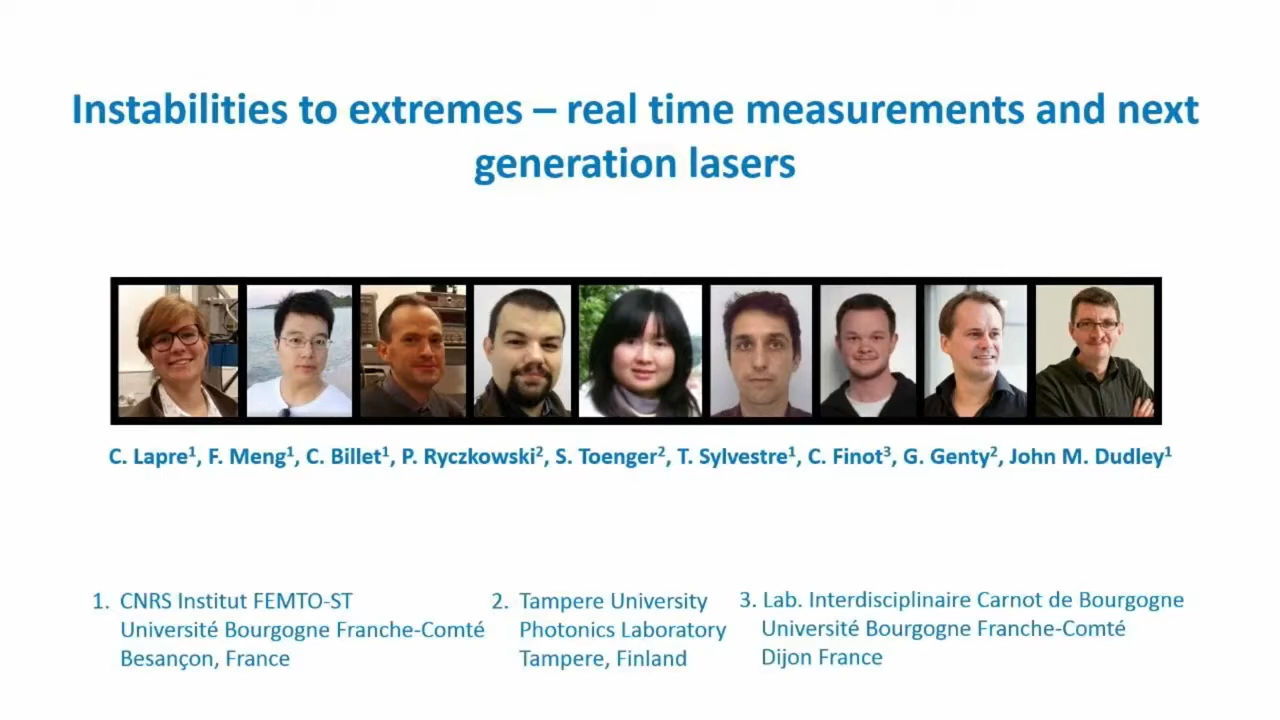 Instabilities to extremes – real time measurements and next
generation lasers
C. Lapre¹, F. Meng¹, C. Billet¹, P. Ryczkowski², S. Toenger², T. Sylvestre¹, C. Finot³, G. Genty², John M. Dudley¹
1. CNRS Institut FEMTO-ST
Université Bourgogne Franche-Comté
Besançon, France
2. Tampere University
Photonics Laboratory
Tampere, Finland
3. Lab. Interdisciplinaire Carnot de Bourgogne
Université Bourgogne Franche-Comté
Dijon France